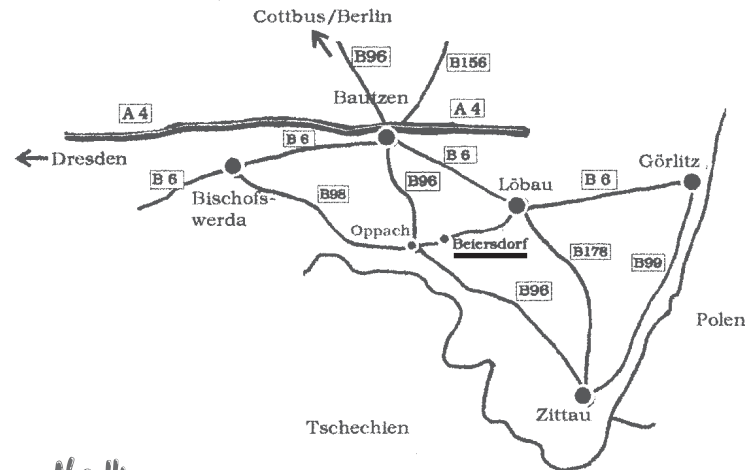 Cottbus/Berlin
B96
B156
Bautzen
A 4
A 4
B 6
B 6
Dresden
B 6
Bischofs-
werda
B98
B96
Löbau
B 6
Görlitz
Oppach
Beiersdorf
B178
B99
B96
Polen
Zittau
Tschechien